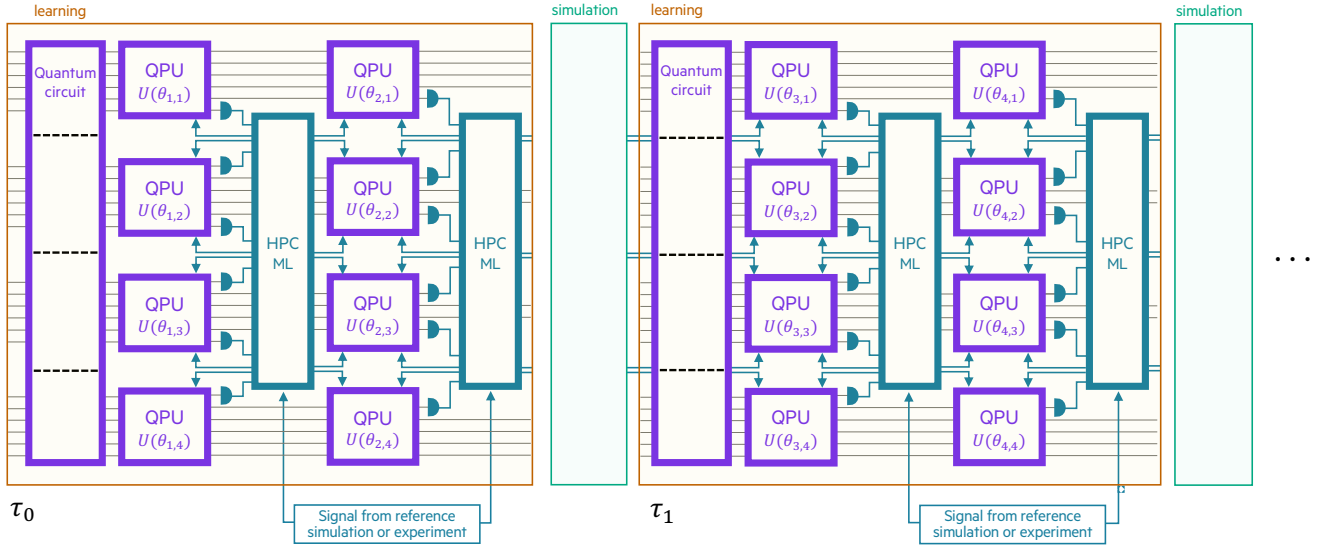 learning
simulation
learning
simulation
Quantum
circuit
QPU
U(θ1,1)
QPU
U(θ2,1)
QPU
U(θ1,2)
QPU
U(θ2,2)
HPC
ML
HPC
ML
QPU
U(θ1,3)
QPU
U(θ2,3)
QPU
U(θ1,4)
QPU
U(θ2,4)
τ0
Signal from reference
simulation or experiment
Quantum
circuit
QPU
U(θ3,1)
QPU
U(θ4,1)
QPU
U(θ3,2)
QPU
U(θ4,2)
HPC
ML
HPC
ML
QPU
U(θ3,3)
QPU
U(θ4,3)
QPU
U(θ3,4)
QPU
U(θ4,4)
τ1
Signal from reference
simulation or experiment
...